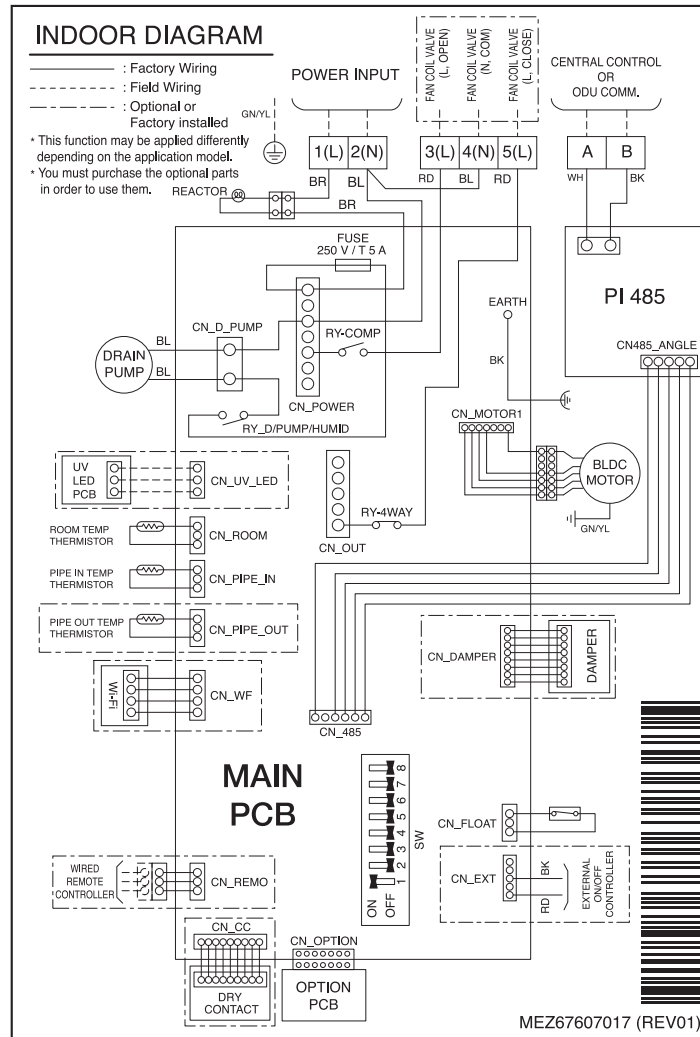 INDOOR DIAGRAM
: Factory Wiring
: Field Wiring
: Optional or
Factory installed
* This function may be applied differently
depending on the application model.
* You must purchase the optional parts
in order to use them.
POWER INPUT
GN/YL
1(L) 2(N)
BR BL
BR
REACTOR
FAN COIL VALVE
(L, OPEN)
FAN COIL VALVE
(N, COM)
FAN COIL VALVE
(L, CLOSE)
3(L) 4(N) 5(L)
RD BL RD
CENTRAL CONTROL
OR
ODU COMM.
A B
WH BK
FUSE
250 V / T 5 A
PI 485
CN485_ANGLE
EARTH
BK
CN_D_PUMP
BL
DRAIN
PUMP
BL
RY-COMP
CN_POWER
RY_D/PUMP/HUMID
CN_MOTOR1
BLDC
MOTOR
GN/YL
UV
LED
PCB
CN_UV_LED
RY-4WAY
CN_OUT
ROOM TEMP
THERMISTOR
CN_ROOM
PIPE IN TEMP
THERMISTOR
CN_PIPE_IN
PIPE OUT TEMP
THERMISTOR
CN_PIPE_OUT
CN_DAMPER
DAMPER
Wi-Fi
CN_WF
CN_485
MAIN
PCB
8
7
6
5
4
3
2
1
ON
OFF
SW
CN_FLOAT
CN_EXT
BK
RD
EXTERNAL
ON/OFF
CONTROLLER
WIRED
REMOTE
CONTROLLER
CN_REMO
CN_CC
DRY
CONTACT
CN_OPTION
OPTION
PCB
MEZ67607017 (REV01)